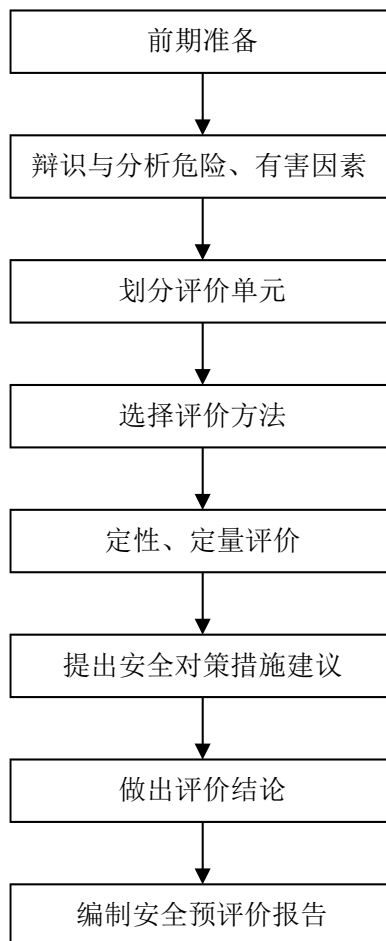 前期准备
辩识与分析危险、有害因素
划分评价单元
选择评价方法
定性、定量评价
提出安全对策措施建议
做出评价结论
编制安全预评价报告